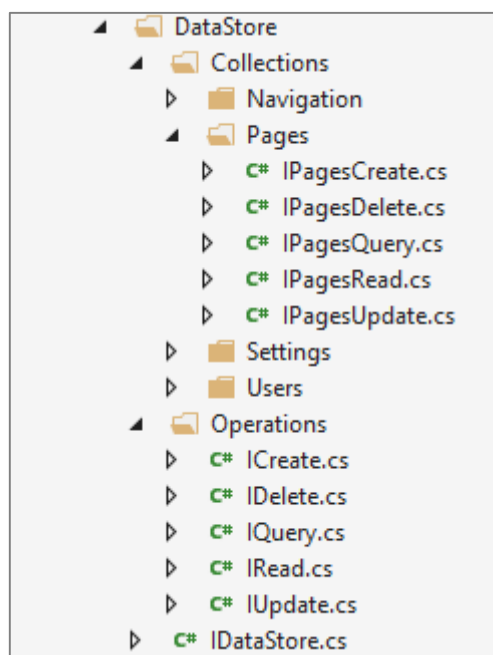 DataStore
Collections
Navigation
Pages
C# IPagesCreate.cs
C# IPagesDelete.cs
C# IPagesQuery.cs
C# IPagesRead.cs
C# IPagesUpdate.cs
Settings
Users
Operations
C# ICreate.cs
C# IDelete.cs
C# IQuery.cs
C# IRead.cs
C# IUpdate.cs
C# IDataStore.cs